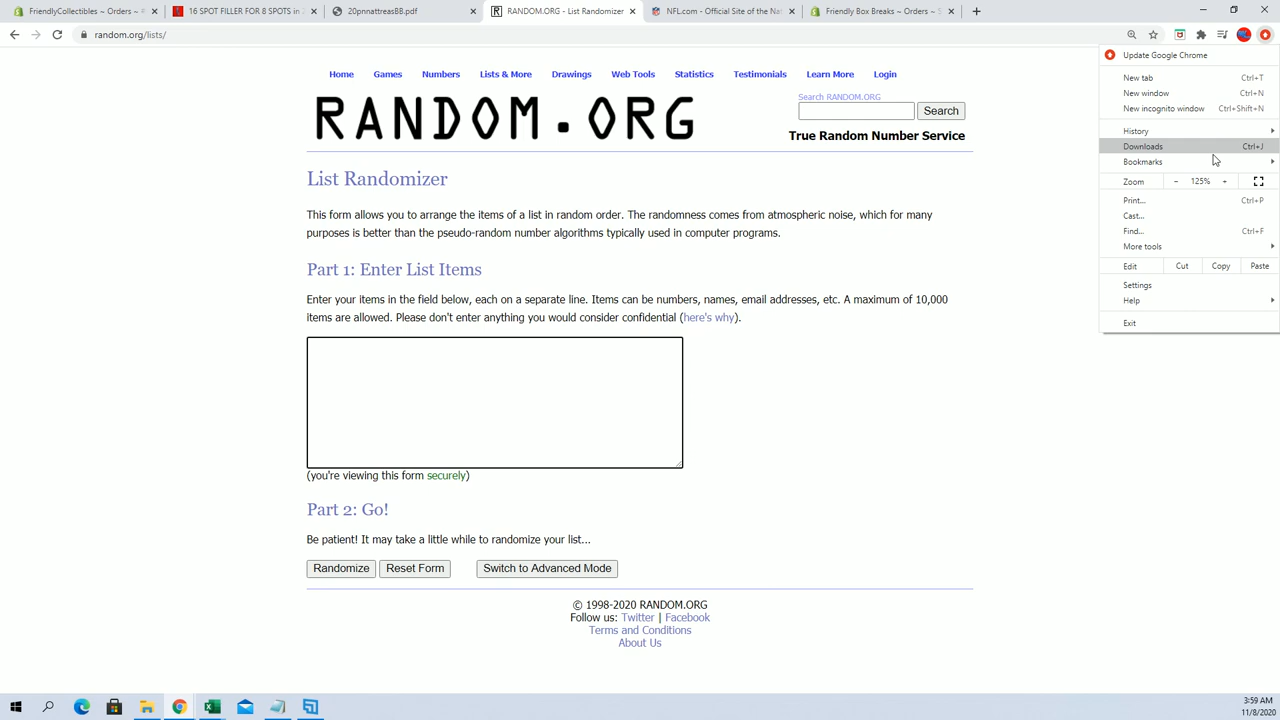 FriendlyCollectibles ~ Orders ~
16 SPOT FILLER FOR 8 SPOTS in
20pnnattreasBB.pdf
RANDOM.ORG - List Randomizer
NFL.com - Official Site of the Na
Friendly Box Breaks ~ Orders ~ S
random.org/lists/
Update Google Chrome
New tab Ctrl+T
New window Ctrl+N
New incognito window Ctrl+Shift+N
History
Downloads Ctrl+J
Bookmarks
Zoom - 125% +
Print... Ctrl+P
Cast...
Find... Ctrl+F
More tools
Edit Cut Copy Paste
Settings
Help
Exit
Home Games Numbers Lists & More Drawings Web Tools Statistics Testimonials Learn More Login
RANDOM.ORG
Search RANDOM.ORG
Search
True Random Number Service
List Randomizer
This form allows you to arrange the items of a list in random order. The randomness comes from atmospheric noise, which for many
purposes is better than the pseudo-random number algorithms typically used in computer programs.
Part 1: Enter List Items
Enter your items in the field below, each on a separate line. Items can be numbers, names, email addresses, etc. A maximum of 10,000
items are allowed. Please don't enter anything you would consider confidential (here's why).
(you're viewing this form securely)
Part 2: Go!
Be patient! It may take a little while to randomize your list...
Randomize Reset Form Switch to Advanced Mode
© 1998-2020 RANDOM.ORG
Follow us: Twitter | Facebook
Terms and Conditions
About Us
3:59 AM
11/8/2020